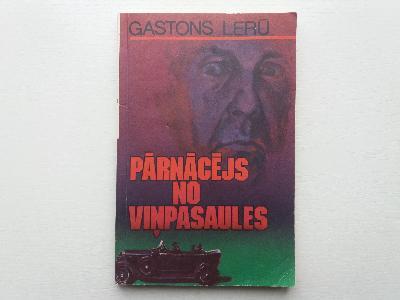 GASTONS LERŪ
PĀRNĀCĒJS
NO
VIŅPASAULES